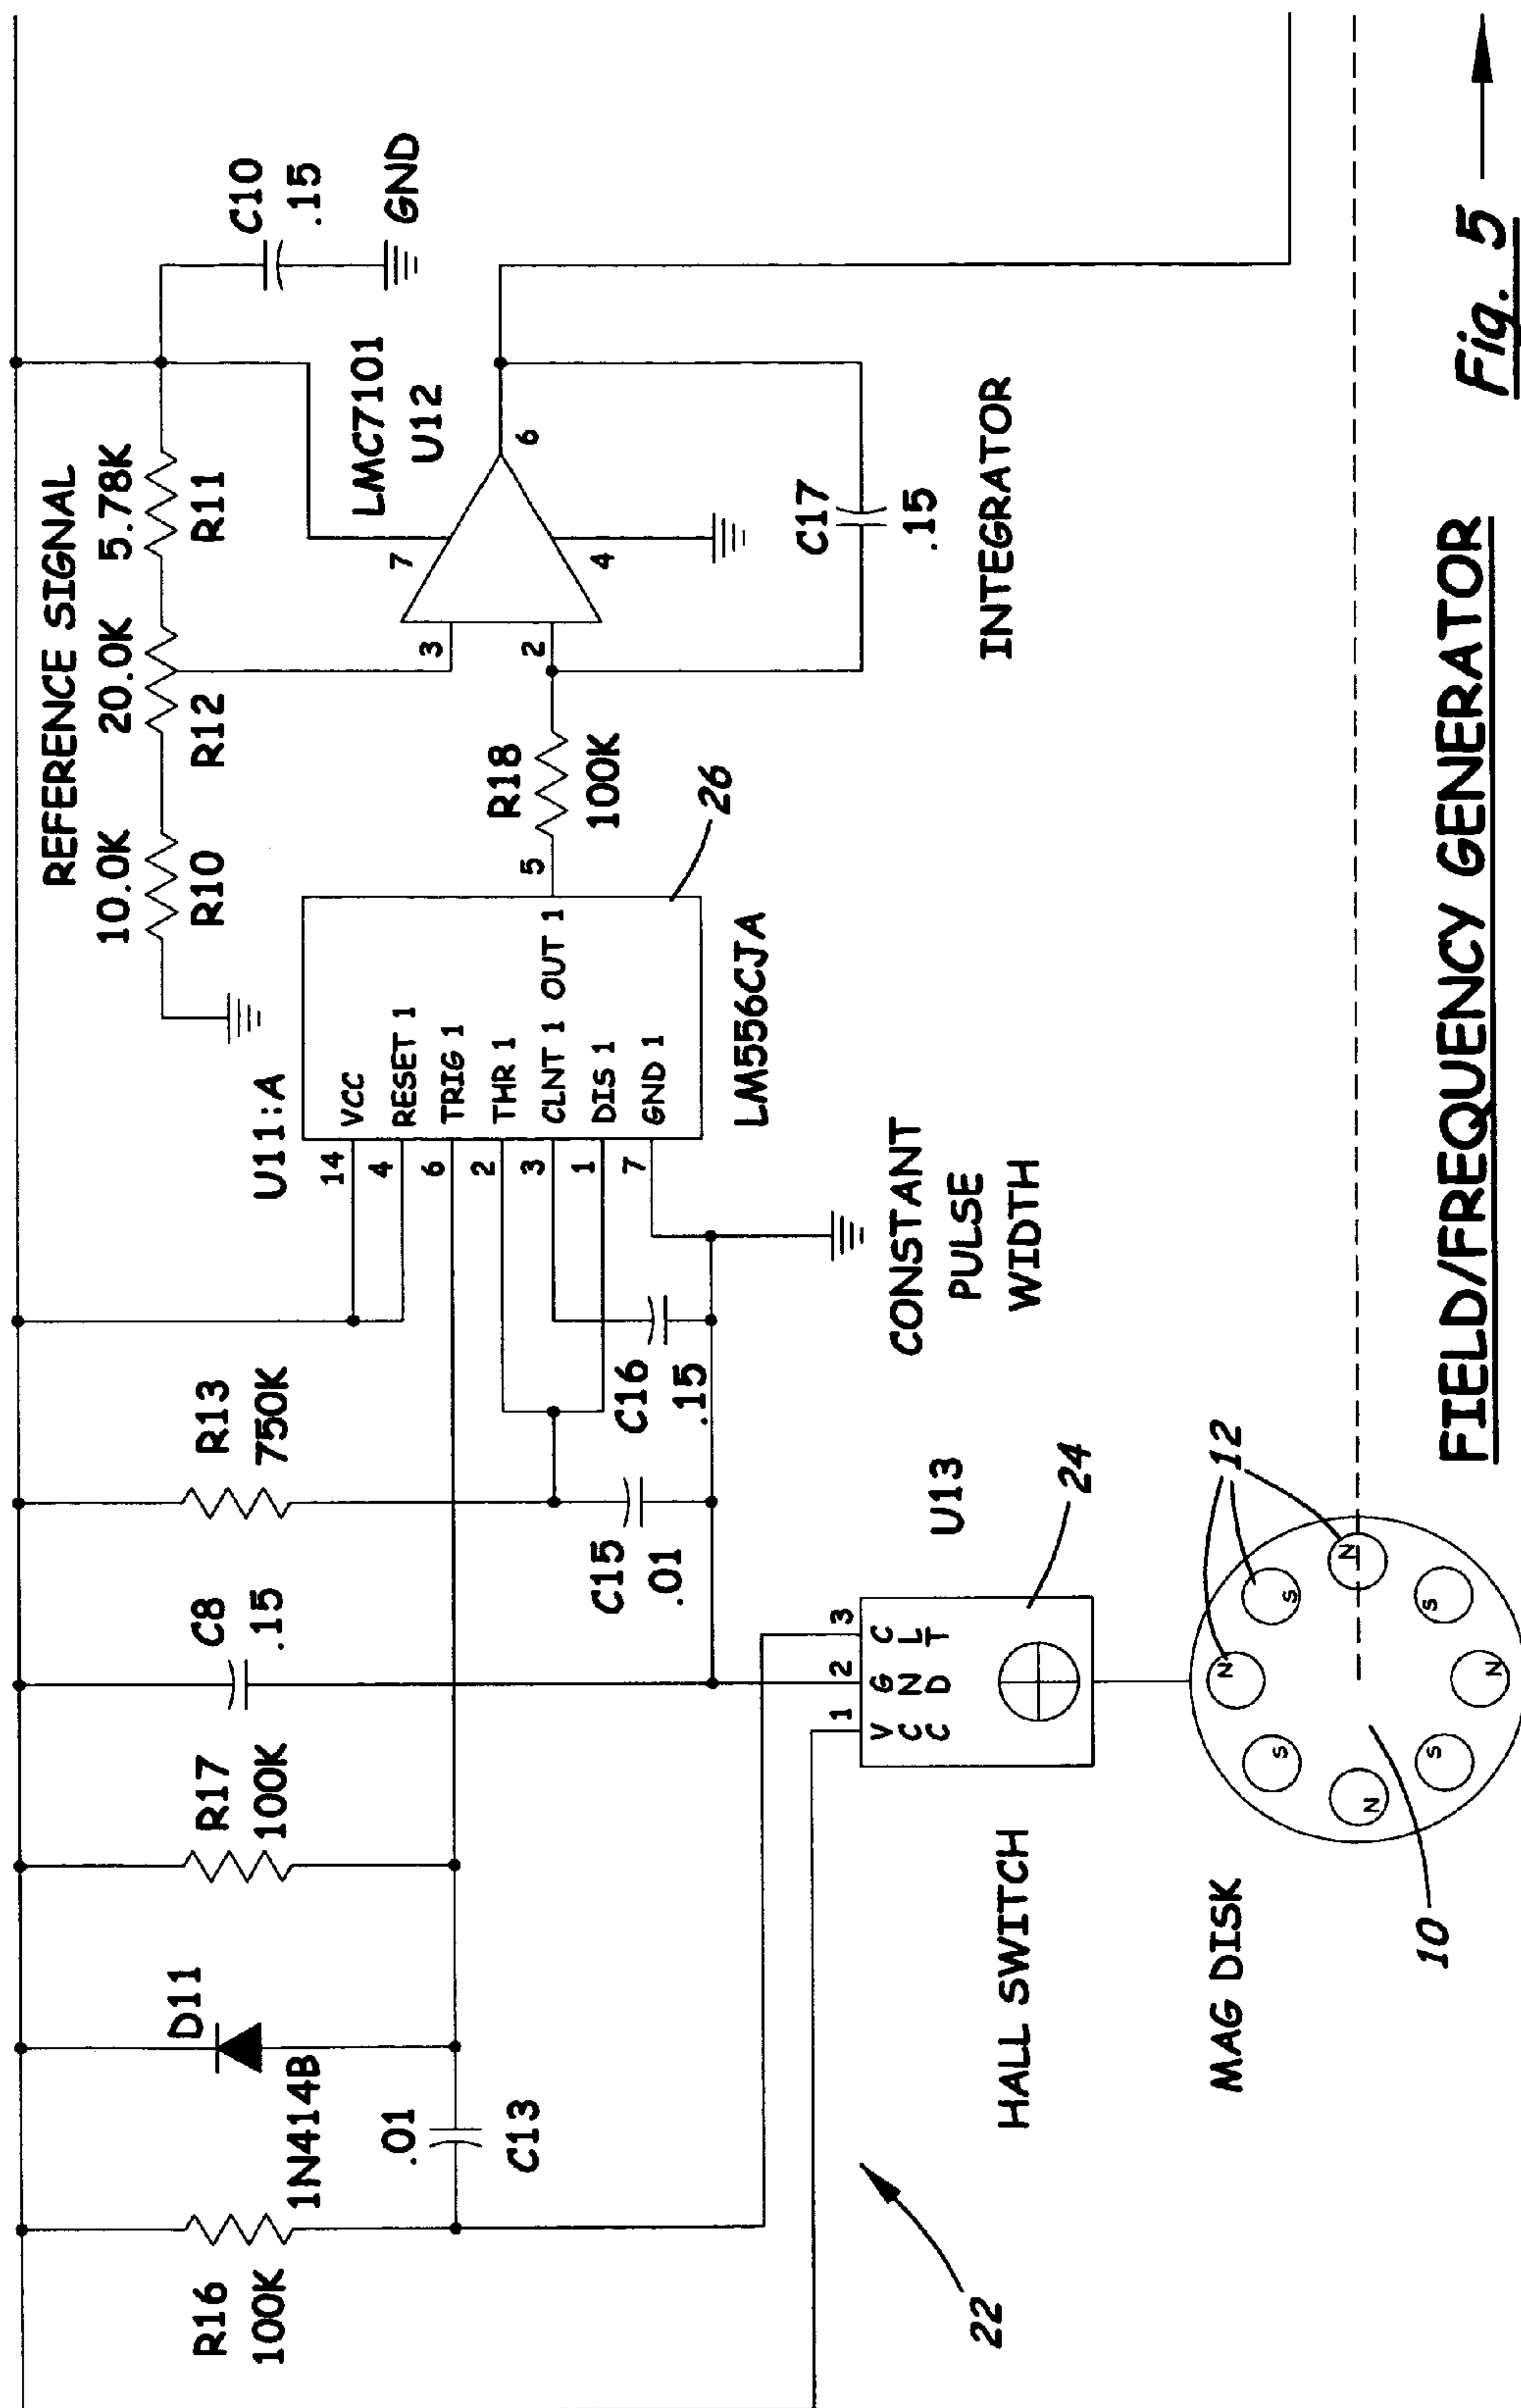 REFERENCE SIGNAL
10.0K
20.0K
5.78K
R10
R12
R11
C10
.15
GND
R16
100K
D11
1N414B
R17
100K
C8
.15
R13
750K
U11:A
14
4
6
2
3
1
7
VCC
RESET 1
TRIG 1
THR 1
CLNT 1 OUT 1
DIS 1
GND 1
5
LM556CJA
26
R18
100K
LMC7101
U12
3
2
7
4
6
C17
.15
INTEGRATOR
.01
C13
C15
.01
C16
.15
CONSTANT
PULSE
WIDTH
1 2 3
VCC
GND
CLT
U13
24
HALL SWITCH
22
MAG DISK
10
12
N
S
N
S
N
S
N
S
FIELD/FREQUENCY GENERATOR
Fig. 5